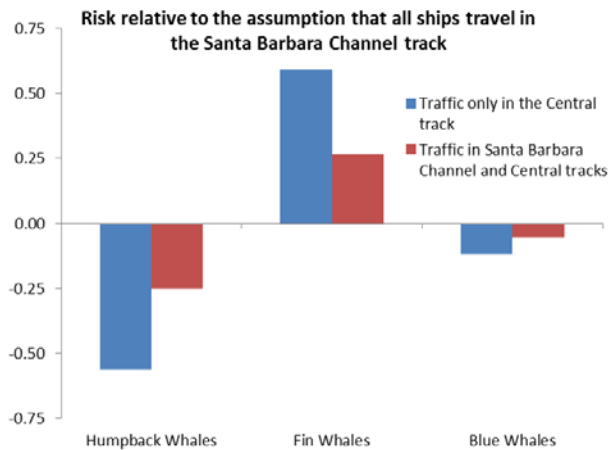 Risk relative to the assumption that all ships travel in
the Santa Barbara Channel track
0.75
0.50
0.25
0.00
-0.25
-0.50
-0.75
Traffic only in the Central
track
Traffic in Santa Barbara
Channel and Central tracks
Humpback Whales
Fin Whales
Blue Whales